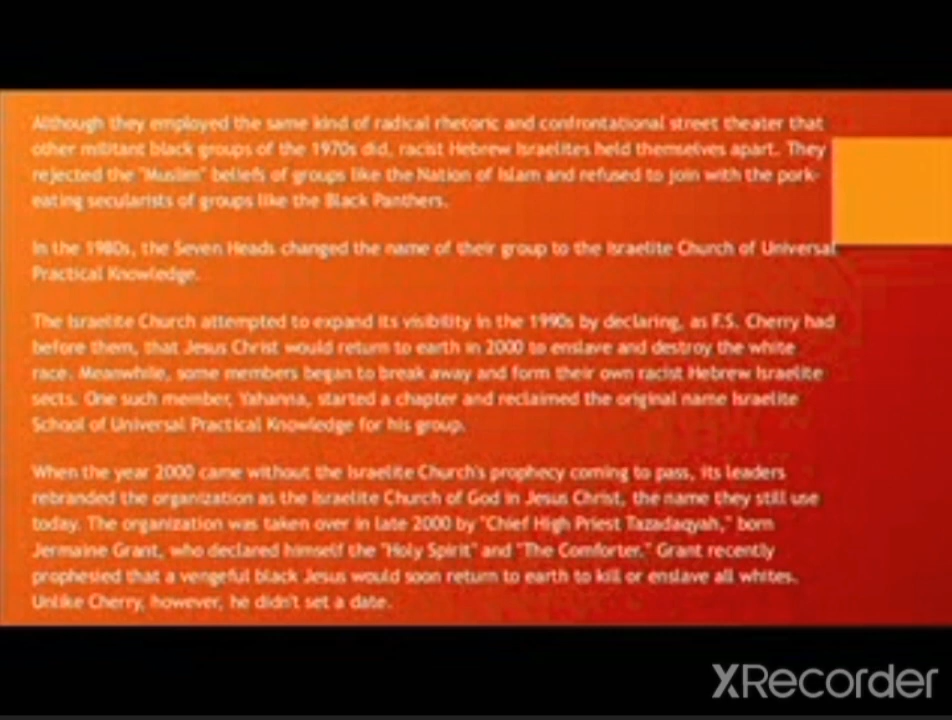 Although they employed the same kind of radical rhetoric and confrontational street theater that
other militant black groups of the 1970s did, racist Hebrew Israelites held themselves apart. They
rejected the "Muslim" beliefs of groups like the Nation of Islam and refused to join with the pork-
eating secularists of groups like the Black Panthers.
In the 1980s, the Seven Heads changed the name of their group to the Israelite Church of Universal
Practical Knowledge.
The Israelite Church attempted to expand its visibility in the 1990s by declaring, as F.S. Cherry had
before them, that Jesus Christ would return to earth in 2000 to enslave and destroy the white
race. Meanwhile, some members began to break away and form their own racist Hebrew Israelite
sects. One such member, Yahanna, started a chapter and reclaimed the original name Israelite
School of Universal Practical Knowledge for his group.
When the year 2000 came without the Israelite Church's prophecy coming to pass, its leaders
rebranded the organization as the Israelite Church of God in Jesus Christ, the name they still use
today. The organization was taken over in late 2000 by "Chief High Priest Tazadaqyah," born
Jermaine Grant, who declared himself the "Holy Spirit" and "The Comforter." Grant recently
prophesied that a vengeful black Jesus would soon return to earth to kill or enslave all whites.
Unlike Cherry, however, he didn't set a date.
XRecorder